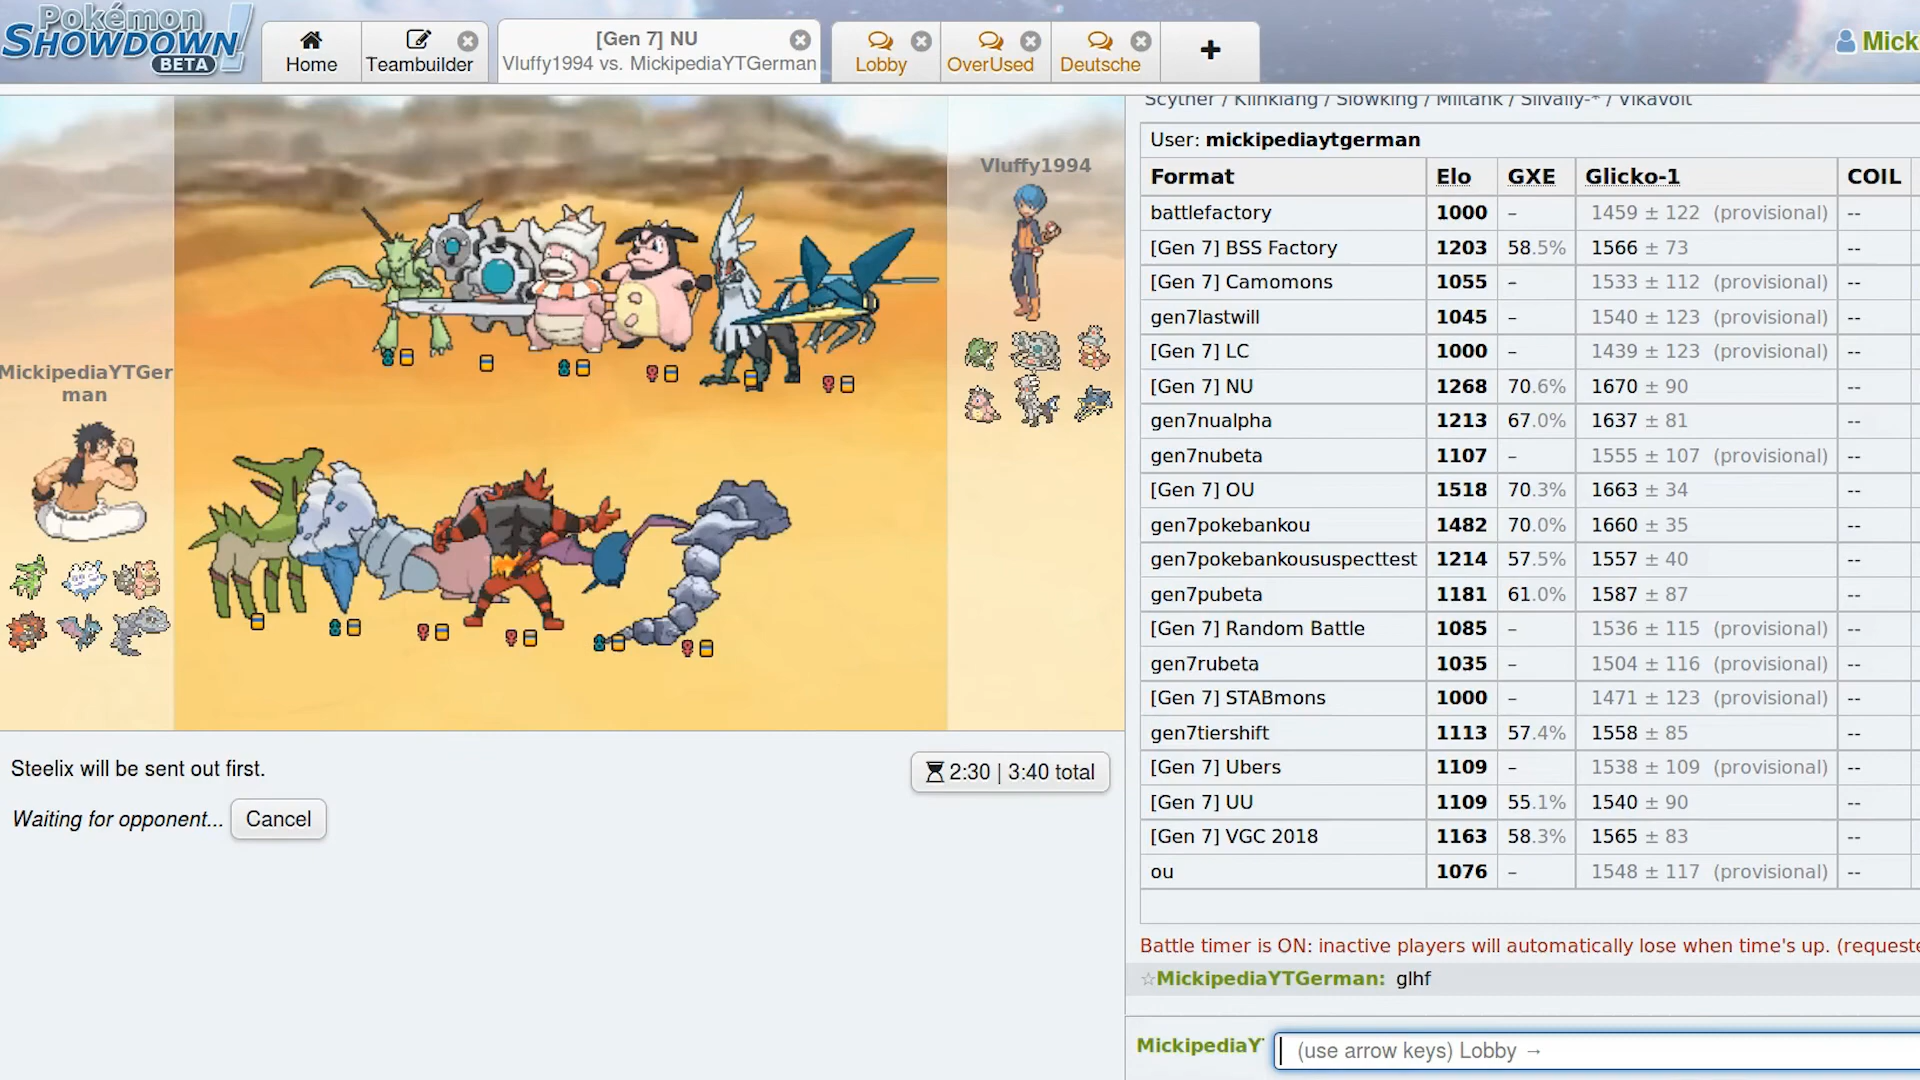 Pokémon
SHOWDOWN!
BETA
Home
Teambuilder
[Gen 7] NU
Vluffy1994 vs. MickipediaYTGerman
Lobby
OverUsed
Deutsche
+
Mick
MickipediaYTGer
man
Vluffy1994
Steelix will be sent out first.
2:30 | 3:40 total
Waiting for opponent... Cancel
Scyther / Klinklang / Slowking / Miltank / Silvally-* / Vikavolt
User: mickipediaytgerman
Format Elo GXE Glicko-1 COIL
battlefactory 1000 – 1459 ± 122 (provisional) --
[Gen 7] BSS Factory 1203 58.5% 1566 ± 73 --
[Gen 7] Camomons 1055 – 1533 ± 112 (provisional) --
gen7lastwill 1045 – 1540 ± 123 (provisional) --
[Gen 7] LC 1000 – 1439 ± 123 (provisional) --
[Gen 7] NU 1268 70.6% 1670 ± 90 --
gen7nualpha 1213 67.0% 1637 ± 81 --
gen7nubeta 1107 – 1555 ± 107 (provisional) --
[Gen 7] OU 1518 70.3% 1663 ± 34 --
gen7pokebankou 1482 70.0% 1660 ± 35 --
gen7pokebankoususpecttest 1214 57.5% 1557 ± 40 --
gen7pubeta 1181 61.0% 1587 ± 87 --
[Gen 7] Random Battle 1085 – 1536 ± 115 (provisional) --
gen7rubeta 1035 – 1504 ± 116 (provisional) --
[Gen 7] STABmons 1000 – 1471 ± 123 (provisional) --
gen7tiershift 1113 57.4% 1558 ± 85 --
[Gen 7] Ubers 1109 – 1538 ± 109 (provisional) --
[Gen 7] UU 1109 55.1% 1540 ± 90 --
[Gen 7] VGC 2018 1163 58.3% 1565 ± 83 --
ou 1076 – 1548 ± 117 (provisional) --
Battle timer is ON: inactive players will automatically lose when time's up. (requeste
☆MickipediaYTGerman: glhf
MickipediaY (use arrow keys) Lobby →